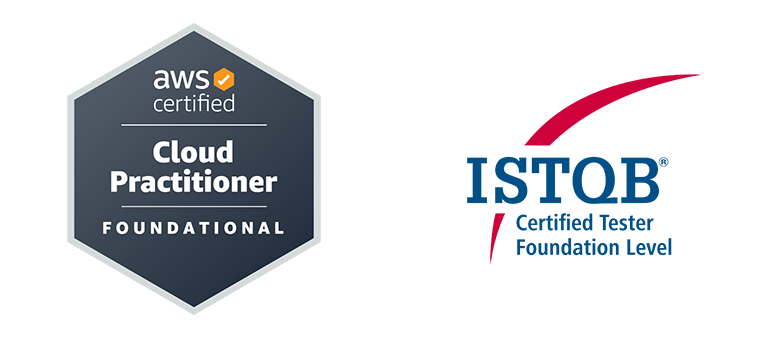 aws
certified
Cloud
Practitioner
FOUNDATIONAL
ISTQB®
Certified Tester
Foundation Level